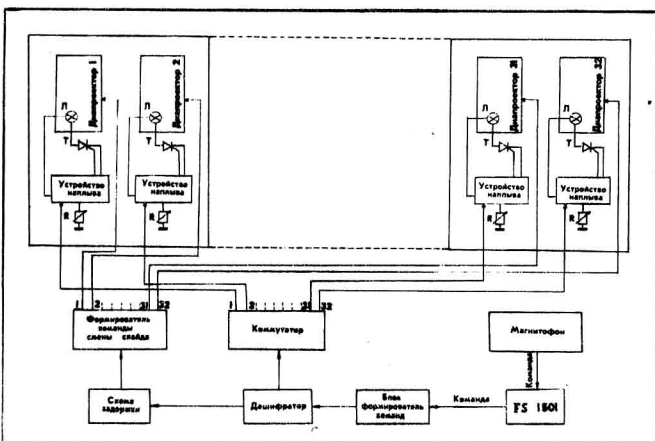 Диапроектор 1
Л
Т
Устройство
наплыва
R
Диапроектор 2
Л
Т
Устройство
наплыва
R
Диапроектор 31
Л
Т
Устройство
наплыва
R
Диапроектор 32
Л
Т
Устройство
наплыва
R
1 2 31 32
Формирователь
команды
смены слайда
1 2 31 32
Коммутатор
Магнитофон
Команда
Схема
задержки
Дешифратор
Блок
формирователь
команд
Команда
FS 1501